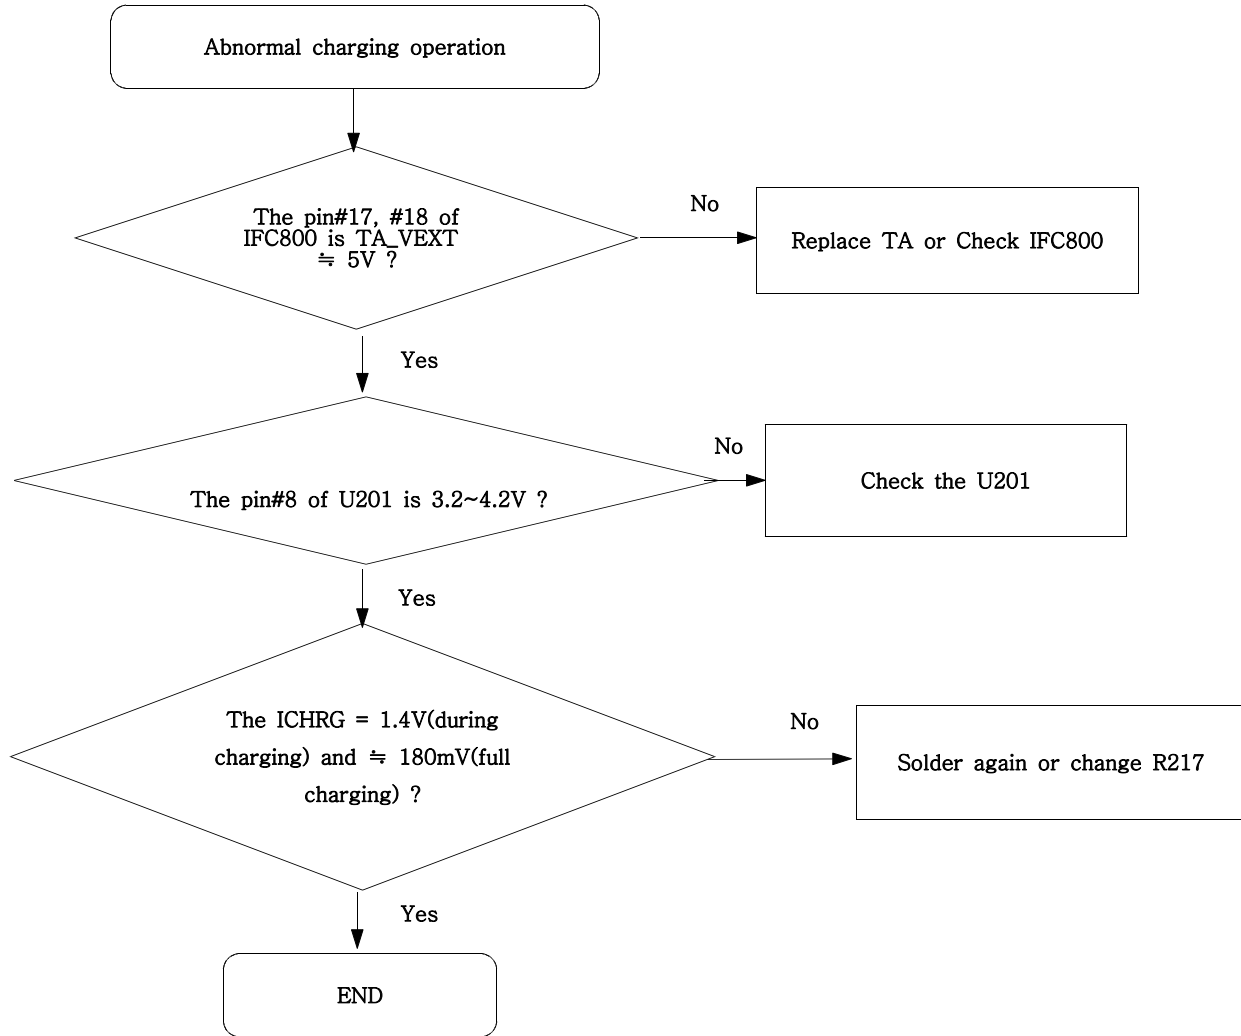 Abnormal charging operation
The pin#17, #18 of
IFC800 is TA_VEXT
≒ 5V ?
No
Replace TA or Check IFC800
Yes
The pin#8 of U201 is 3.2~4.2V ?
No
Check the U201
Yes
The ICHRG = 1.4V(during
charging) and ≒ 180mV(full
charging) ?
No
Solder again or change R217
Yes
END